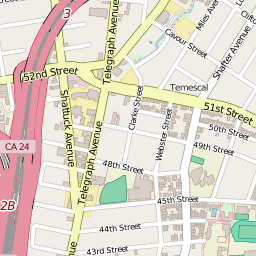 3
Telegraph Avenue
Miles Avenue
Cavour Street
Shafter Avenue
52nd Street
Temescal
51st Street
Shattuck Avenue
Clarke Street
Webster Street
50th Street
49th Street
CA 24
Telegraph Avenue
48th Street
2B
45th Street
44th Street
43rd Street